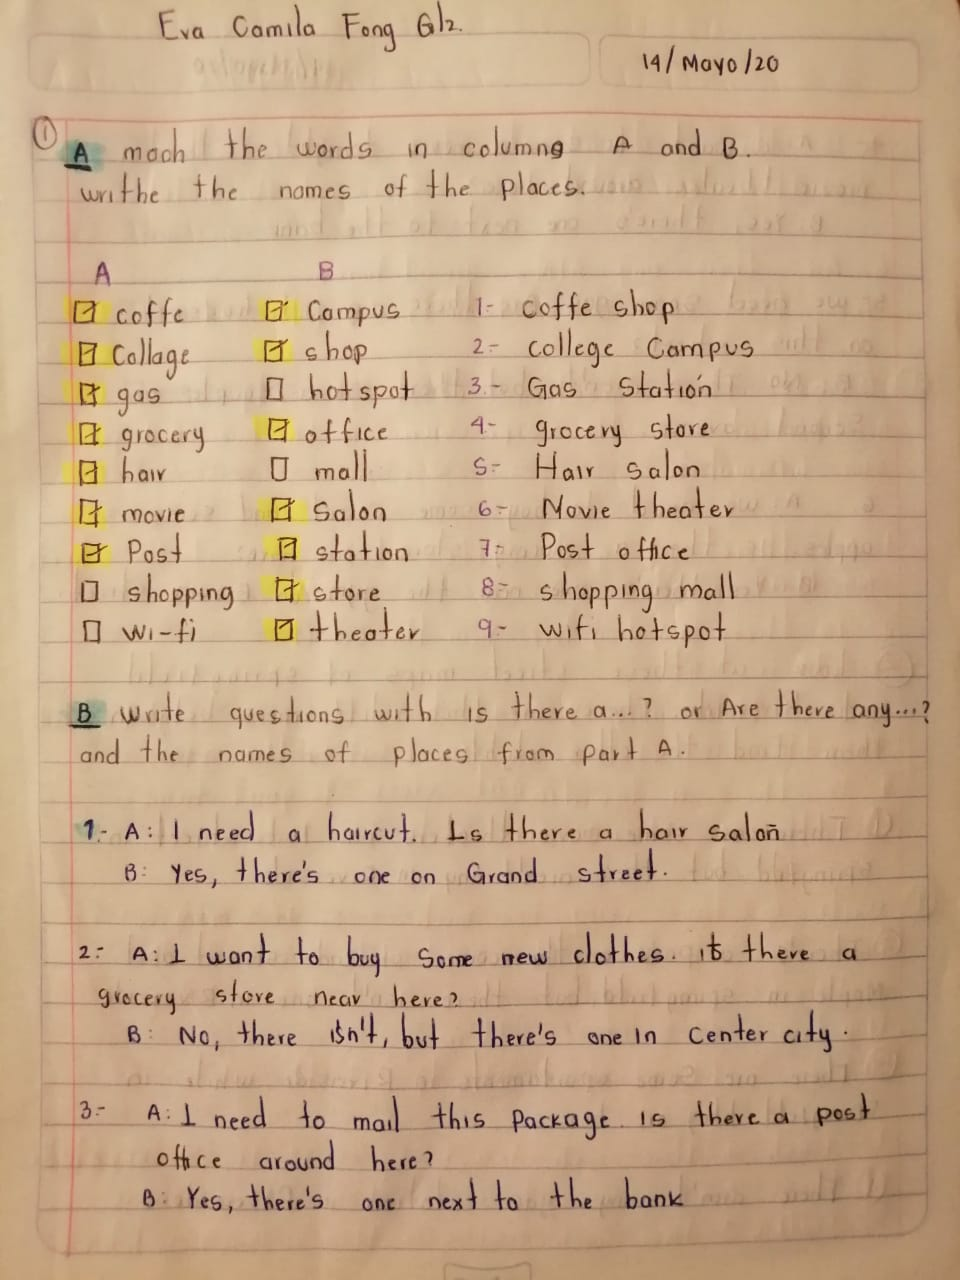 Eva Camila Fong Glz.
14/Mayo/20
① A mach the words in columng A and B.
writhe the names of the places.
A B
coffe Campus 1- coffe shop
Collage shop 2- college Campus
gas hotspot 3- Gas Station
grocery office 4- grocery store
hair mall 5- Hair salon
movie Salon 6- Movie theater
Post station 7- Post office
shopping store 8- shopping mall
wi-fi theater 9- wifi hotspot
B Write questions with is there a...? or Are there any...?
and the names of places from part A.
1.- A: I need a haircut. Is there a hair salon
B: Yes, there's one on Grand street.
2:- A: I want to buy some new clothes. is there a
grocery store near here?
B: No, there isn't, but there's one in Center city.
3:- A: I need to mail this package. is there a post
office around here?
B: Yes, there's one next to the bank